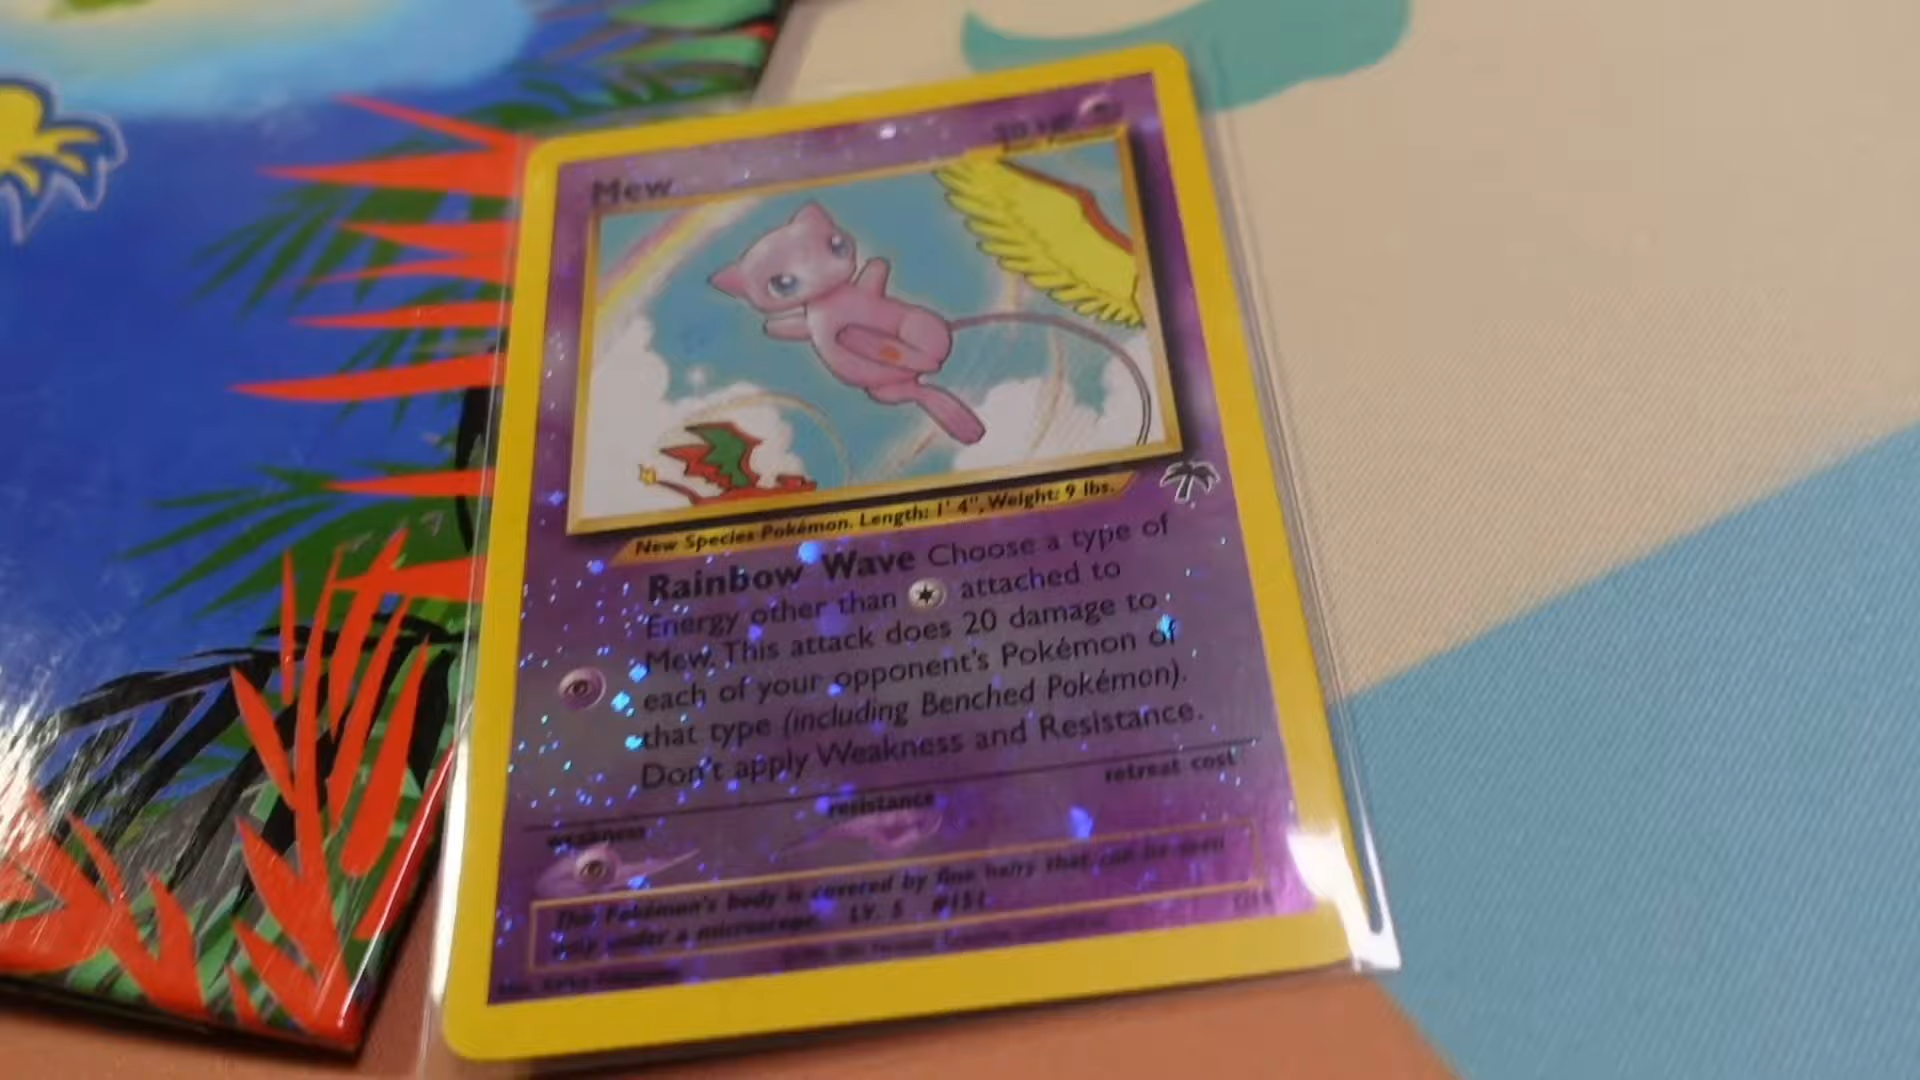 Mew
New Species Pokémon. Length: 1' 4", Weight: 9 lbs.
Rainbow Wave Choose a type of
Energy other than attached to
Mew. This attack does 20 damage to
each of your opponent's Pokémon of
that type (including Benched Pokémon).
Don't apply Weakness and Resistance.
weakness
resistance
retreat cost
This Pokémon's body is covered by fine hairy that can be seen
only under a microscope. LV. 5 #151